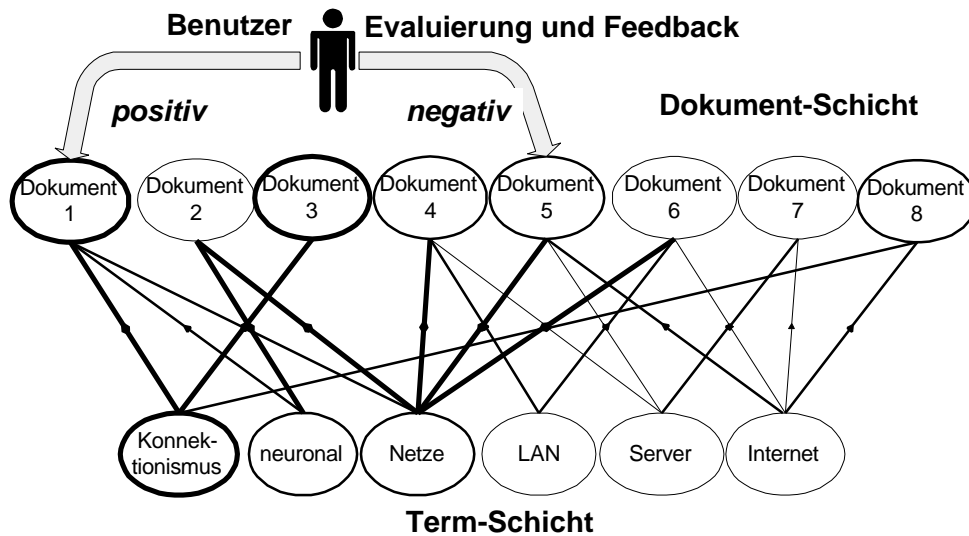 Benutzer
Evaluierung und Feedback
positiv
negativ
Dokument-Schicht
Dokument
1
Dokument
2
Dokument
3
Dokument
4
Dokument
5
Dokument
6
Dokument
7
Dokument
8
Konnek-
tionismus
neuronal
Netze
LAN
Server
Internet
Term-Schicht